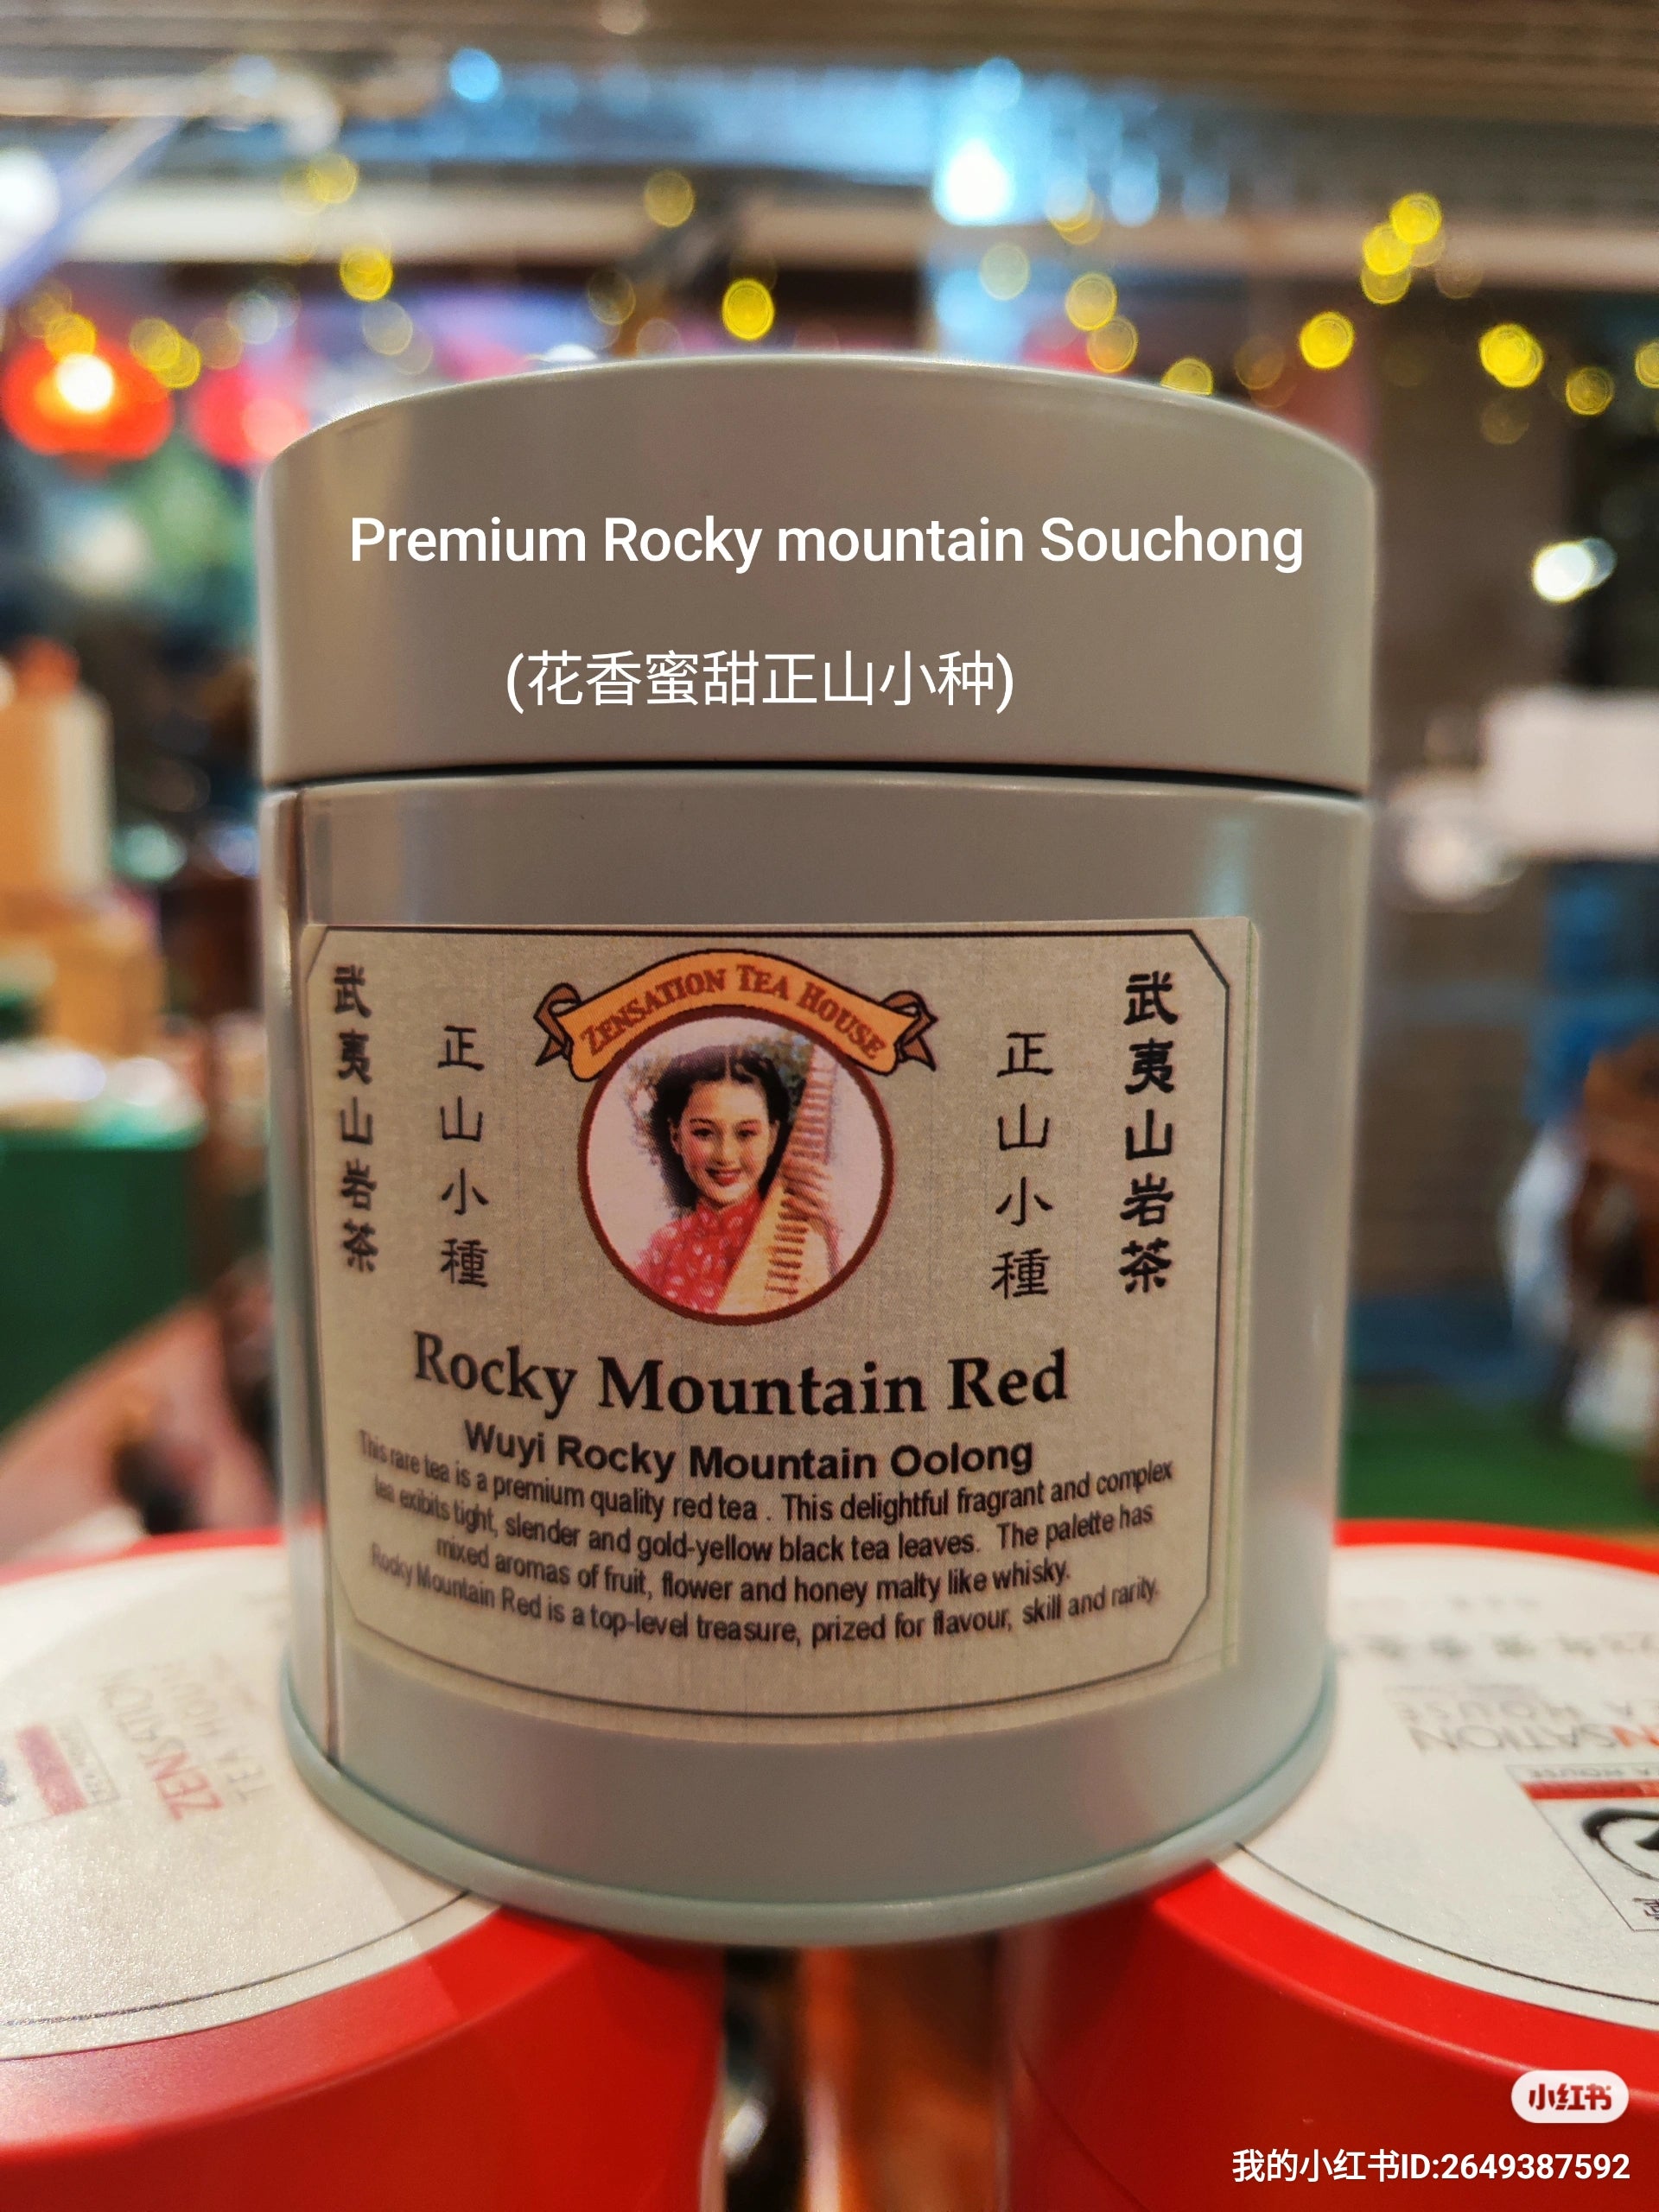 Premium Rocky mountain Souchong
(花香蜜甜正山小种)
ZENSATION TEA HOUSE
武夷山岩茶
正山小種
正山小種
武夷山岩茶
Rocky Mountain Red
Wuyi Rocky Mountain Oolong
This rare tea is a premium quality red tea . This delightful fragrant and complex
tea exibits tight, slender and gold-yellow black tea leaves. The palette has
mixed aromas of fruit, flower and honey malty like whisky.
Rocky Mountain Red is a top-level treasure, prized for flavour, skill and rarity.
ZENSATION
TEA HOUSE
小红书
我的小红书ID:2649387592